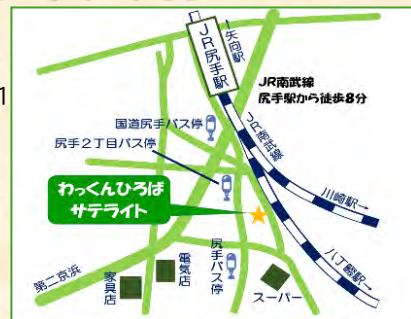 1
←矢向駅
JR尻手駅
JR南武線
尻手駅から徒歩8分
国道尻手バス停
JR南武線
尻手2丁目バス停
わっくんひろば
サテライト
川崎駅→
尻手バス停
八丁畷駅→
第二京浜
電気店
家具店
スーパー